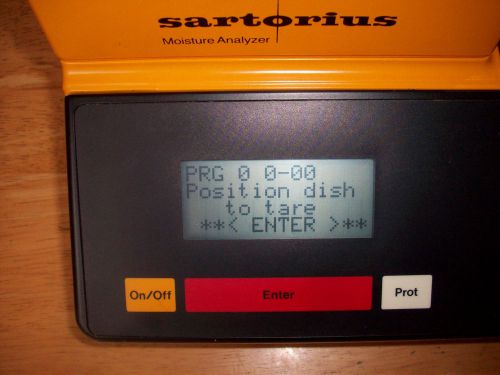 sartorius
Moisture Analyzer
PRG 0 0-00
Position dish
to tare
**< ENTER >**
On/Off
Enter
Prot